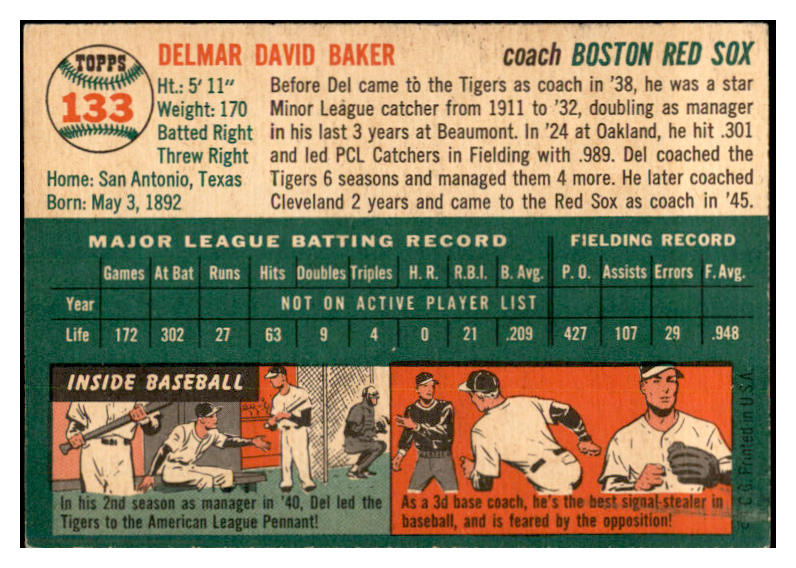 TOPPS
133
DELMAR DAVID BAKER
coach BOSTON RED SOX
Ht.: 5' 11"
Weight: 170
Batted Right
Threw Right
Home: San Antonio, Texas
Born: May 3, 1892
Before Del came to the Tigers as coach in '38, he was a star
Minor League catcher from 1911 to '32, doubling as manager
in his last 3 years at Beaumont. In '24 at Oakland, he hit .301
and led PCL Catchers in Fielding with .989. Del coached the
Tigers 6 seasons and managed them 4 more. He later coached
Cleveland 2 years and came to the Red Sox as coach in '45.
MAJOR LEAGUE BATTING RECORD FIELDING RECORD
Games At Bat Runs Hits Doubles Triples H. R. R.B.I. B. Avg. P. O. Assists Errors F. Avg.
Year NOT ON ACTIVE PLAYER LIST
Life 172 302 27 63 9 4 0 21 .209 427 107 29 .948
INSIDE BASEBALL
In his 2nd season as manager in '40, Del led the
Tigers to the American League Pennant!
As a 3d base coach, he's the best signal-stealer in
baseball, and is feared by the opposition!
C.G. Printed in U.S.A.